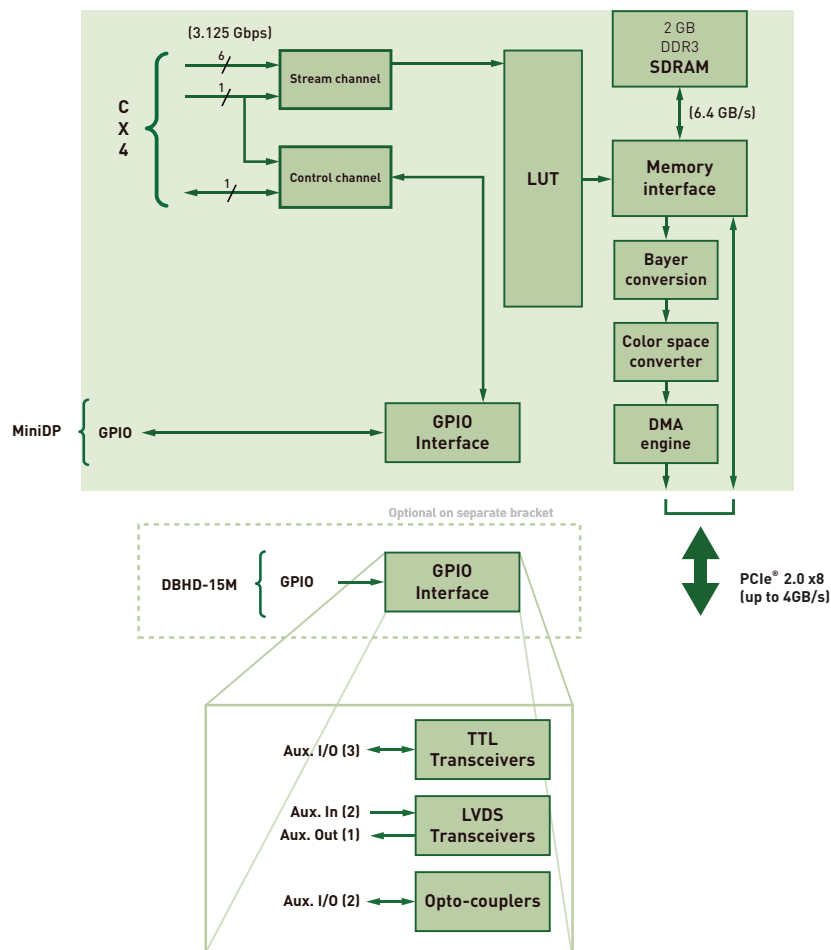 (3.125 Gbps)
6
1
Stream channel
C
X
4
1
Control channel
LUT
2 GB
DDR3
SDRAM
(6.4 GB/s)
Memory
interface
Bayer
conversion
Color space
converter
DMA
engine
MiniDP
GPIO
GPIO
Interface
Optional on separate bracket
DBHD-15M
GPIO
GPIO
Interface
PCIe® 2.0 x8
(up to 4GB/s)
Aux. I/O (3)
TTL
Transceivers
Aux. In (2)
Aux. Out (1)
LVDS
Transceivers
Aux. I/O (2)
Opto-couplers